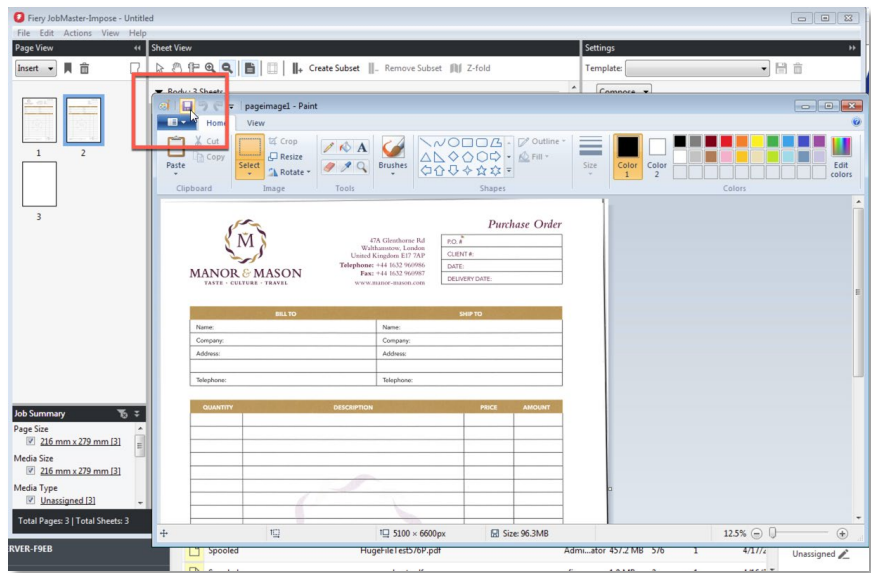 Fiery JobMaster-Impose - Untitled
File Edit Actions View Help
Page View
Sheet View
Settings
Insert
Create Subset
Remove Subset
Z-fold
Template:
Body: 3 Sheets
Compose
pageimage1 - Paint
Home View
Paste
Cut
Copy
Clipboard
Select
Crop
Resize
Rotate
Image
Tools
Brushes
Shapes
Outline
Fill
Size
Color 1
Color 2
Colors
Edit colors
1 2
3
Purchase Order
MANOR & MASON
TASTE · CULTURE · TRAVEL
47A Glenthorne Rd
Walthamstow, London
United Kingdom E17 7AP
Telephone: +44 1632 960986
Fax: +44 1632 960987
www.manor-mason.com
P.O. #
CLIENT #:
DATE:
DELIVERY DATE:
BILL TO SHIP TO
Name: Name:
Company: Company:
Address: Address:
Telephone: Telephone:
QUANTITY DESCRIPTION PRICE AMOUNT
Job Summary
Page Size
216 mm x 279 mm [3]
Media Size
216 mm x 279 mm [3]
Media Type
Unassigned [3]
Total Pages: 3 | Total Sheets: 3
5100 × 6600px
Size: 96.3MB
12.5%
RVER-F9EB
Spooled HugeFileTest576P.pdf Admi...ator 457.2 MB 576 1 4/17/2
Unassigned